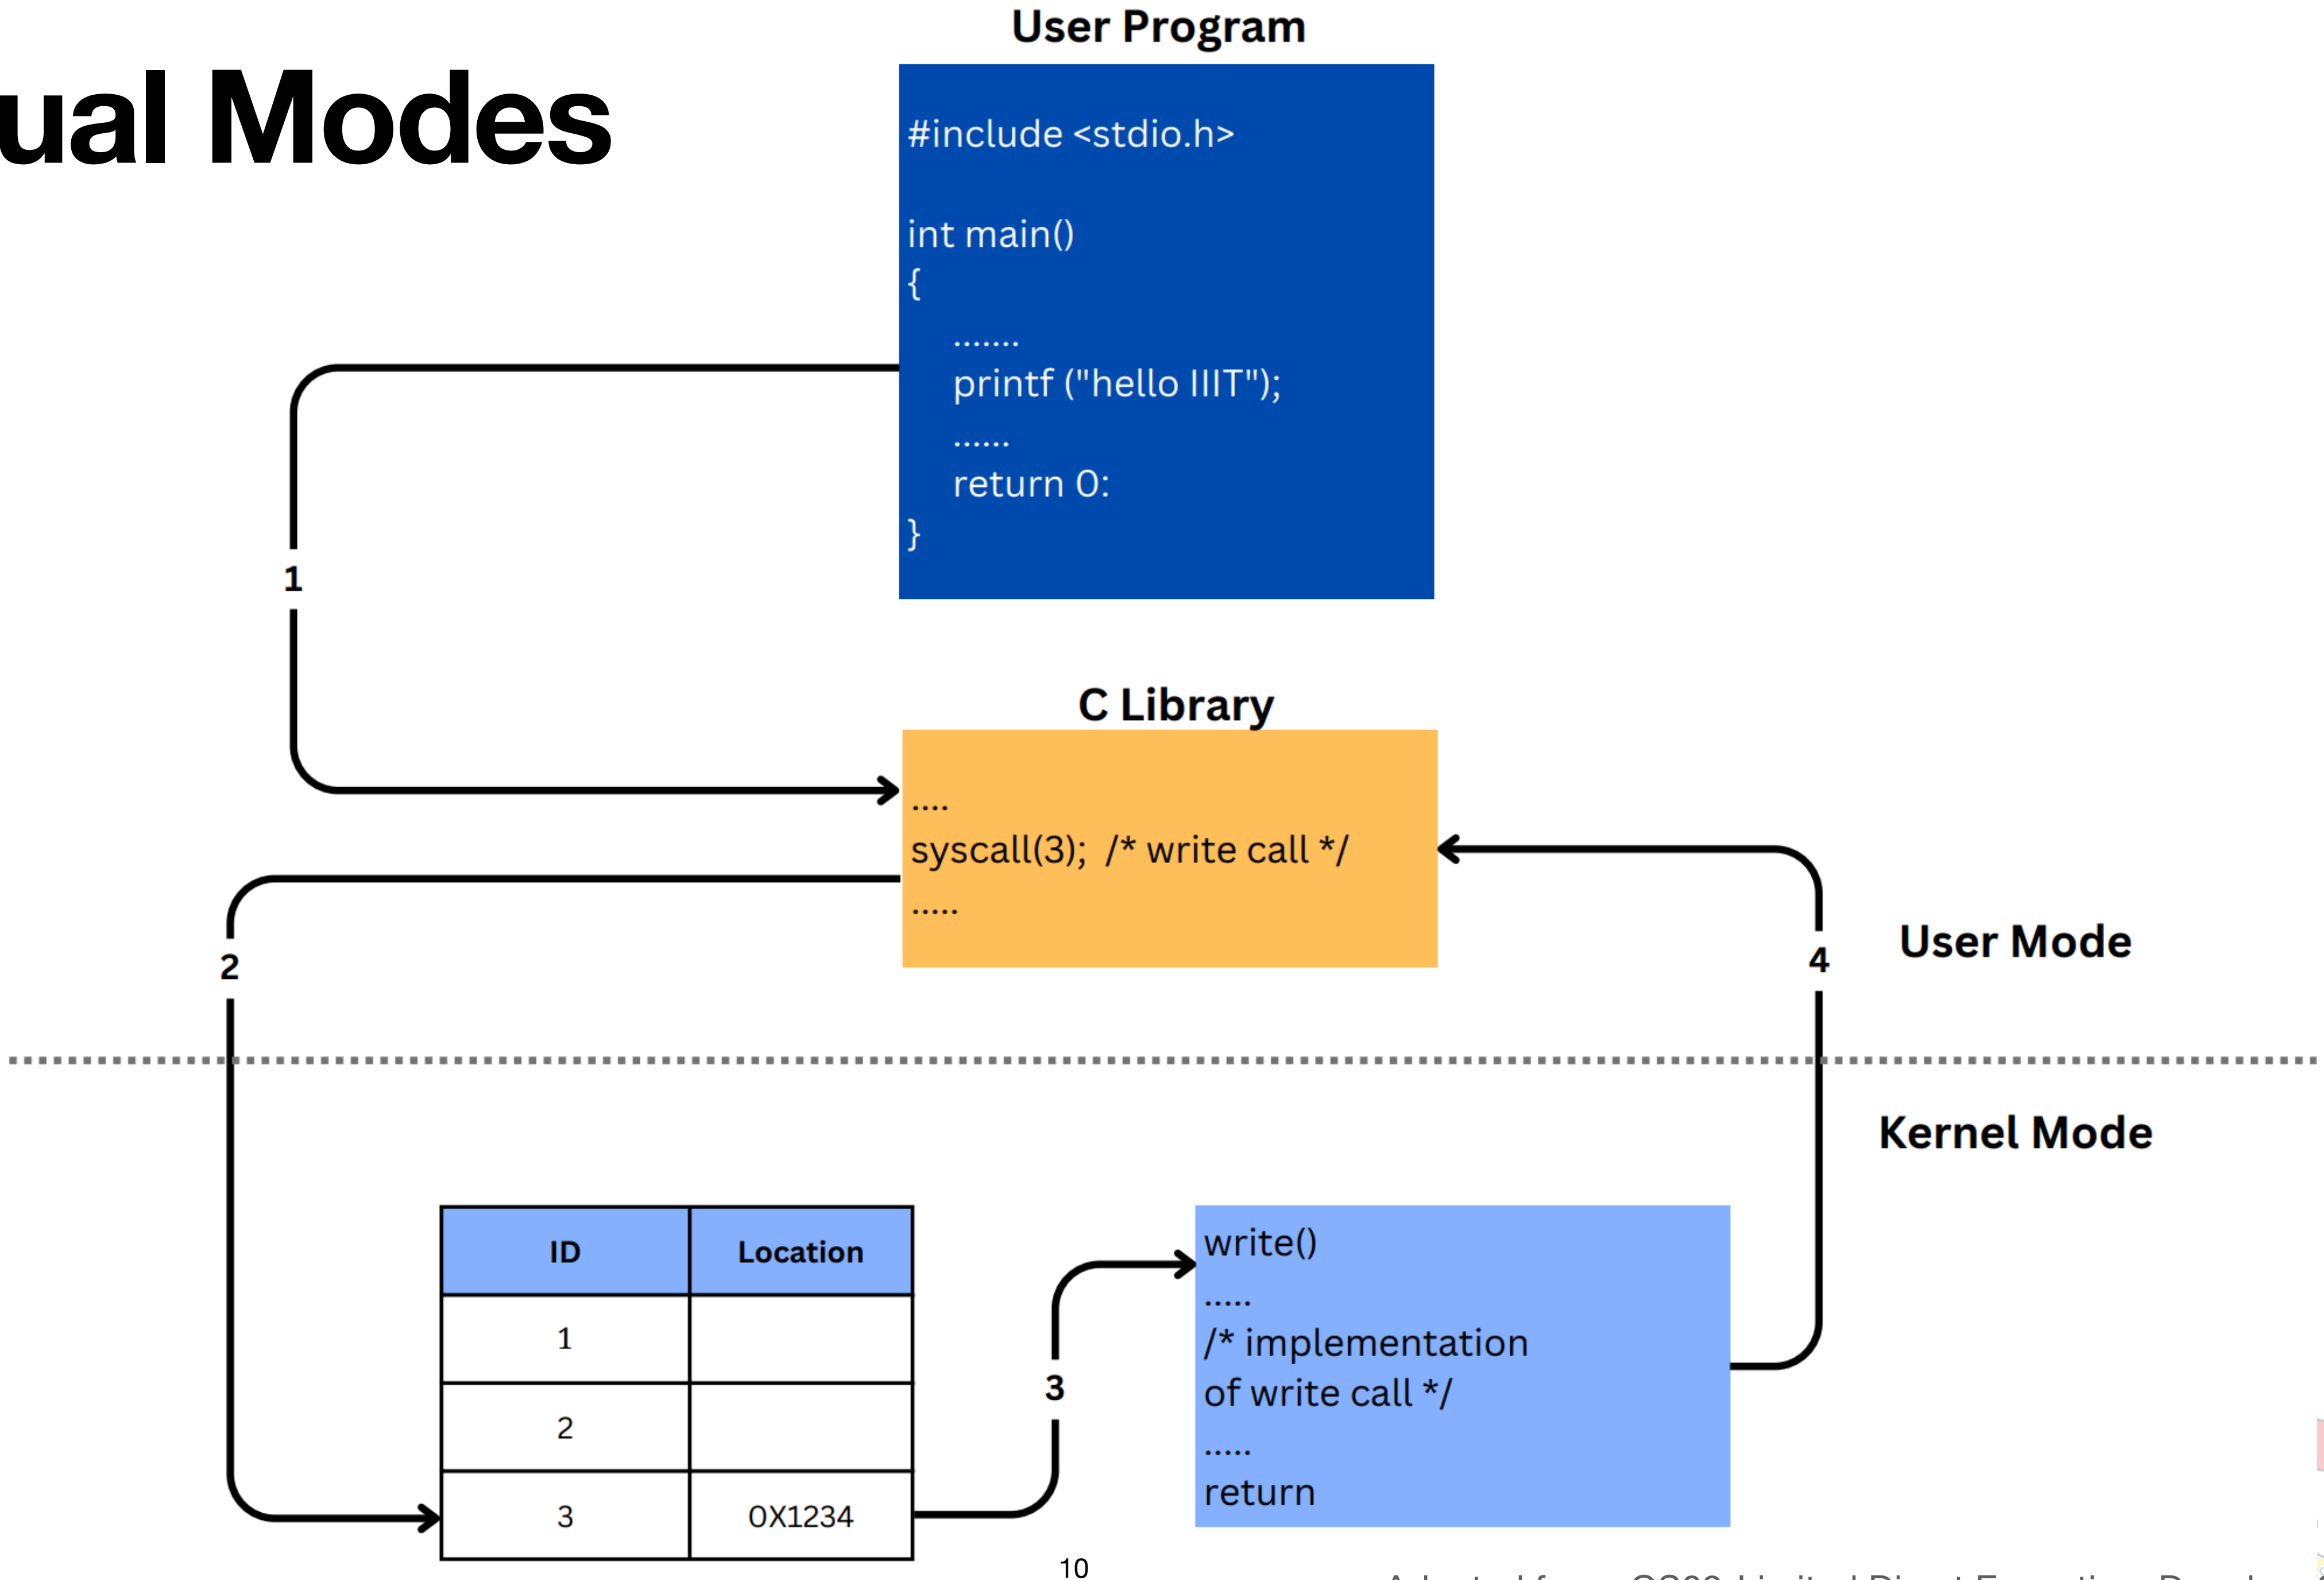 User Program
ual Modes
#include <stdio.h>
int main()
{
.......
printf ("hello IIIT");
......
return 0:
}
1
C Library
....
syscall(3); /* write call */
.....
2
4
User Mode
Kernel Mode
ID Location
1
2
3 0X1234
3
write()
.....
/* implementation
of write call */
.....
return
10